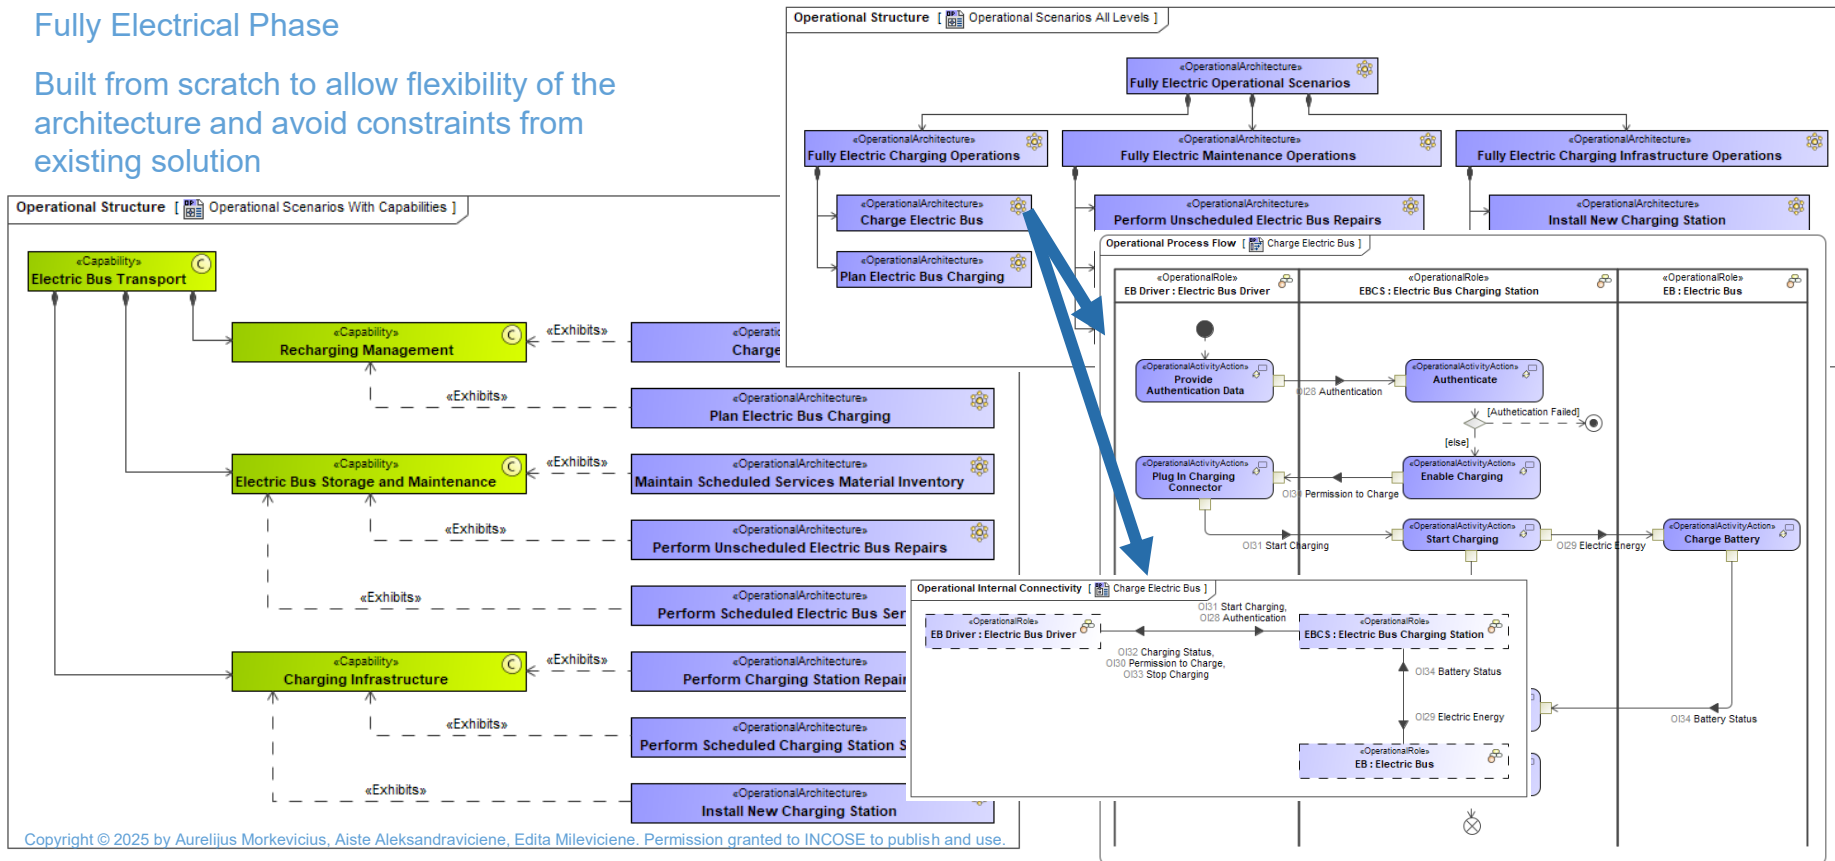 Fully Electrical Phase
Built from scratch to allow flexibility of the
architecture and avoid constraints from
existing solution
Operational Structure [ Operational Scenarios With Capabilities ]
«Capability»
Electric Bus Transport
C
«Capability»
Recharging Management
C
«Exhibits»
«Operatio
Charge
«Exhibits»
«OperationalArchitecture»
Plan Electric Bus Charging
«Capability»
Electric Bus Storage and Maintenance
C
«Exhibits»
«OperationalArchitecture»
Maintain Scheduled Services Material Inventory
«Exhibits»
«OperationalArchitecture»
Perform Unscheduled Electric Bus Repairs
«Exhibits»
«OperationalArchitecture»
Perform Scheduled Electric Bus Ser
«Capability»
Charging Infrastructure
C
«Exhibits»
«OperationalArchitecture»
Perform Charging Station Repair
«Exhibits»
«OperationalArchitecture»
Perform Scheduled Charging Station S
«Exhibits»
«OperationalArchitecture»
Install New Charging Station
Copyright © 2025 by Aurelijus Morkevicius, Aiste Aleksandraviciene, Edita Mileviciene. Permission granted to INCOSE to publish and use.
Operational Structure [ Operational Scenarios All Levels ]
«OperationalArchitecture»
Fully Electric Operational Scenarios
«OperationalArchitecture»
Fully Electric Charging Operations
«OperationalArchitecture»
Fully Electric Maintenance Operations
«OperationalArchitecture»
Fully Electric Charging Infrastructure Operations
«OperationalArchitecture»
Charge Electric Bus
«OperationalArchitecture»
Perform Unscheduled Electric Bus Repairs
«OperationalArchitecture»
Install New Charging Station
«OperationalArchitecture»
Plan Electric Bus Charging
Operational Process Flow [ Charge Electric Bus ]
«OperationalRole»
EB Driver : Electric Bus Driver
«OperationalRole»
EBCS : Electric Bus Charging Station
«OperationalRole»
EB : Electric Bus
«OperationalActivityAction»
Provide
Authentication Data
OI28 Authentication
«OperationalActivityAction»
Authenticate
[Authetication Failed]
[else]
«OperationalActivityAction»
Plug In Charging
Connector
OI30 Permission to Charge
«OperationalActivityAction»
Enable Charging
OI31 Start Charging
«OperationalActivityAction»
Start Charging
OI29 Electric Energy
«OperationalActivityAction»
Charge Battery
OI34 Battery Status
Operational Internal Connectivity [ Charge Electric Bus ]
«OperationalRole»
EB Driver : Electric Bus Driver
OI31 Start Charging,
OI28 Authentication
OI32 Charging Status,
OI30 Permission to Charge,
OI33 Stop Charging
«OperationalRole»
EBCS : Electric Bus Charging Station
OI34 Battery Status
OI29 Electric Energy
«OperationalRole»
EB : Electric Bus